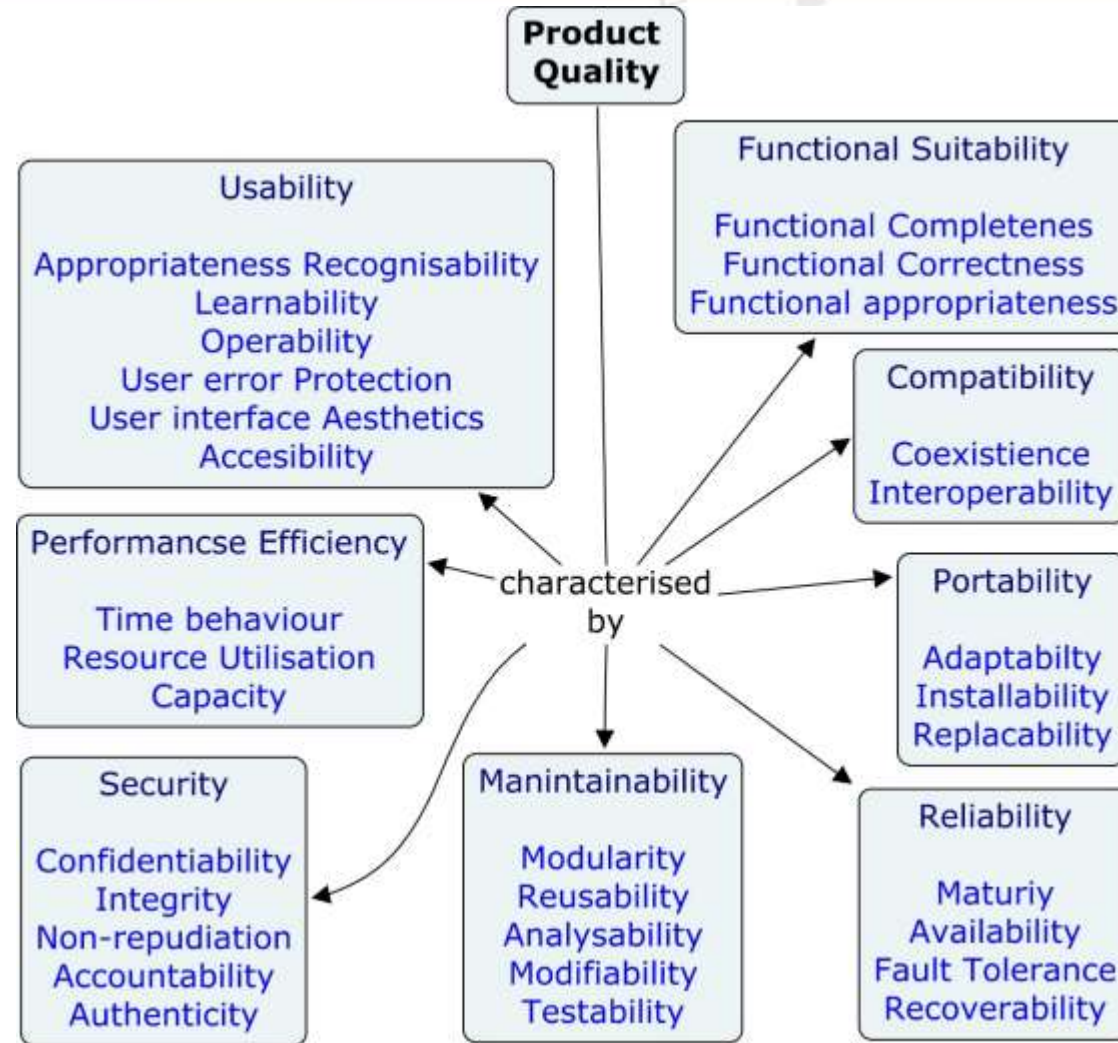 Product
Quality
Functional Suitability
Functional Completenes
Functional Correctness
Functional appropriateness
Usability
Appropriateness Recognisability
Learnability
Operability
User error Protection
User interface Aesthetics
Accesibility
Compatibility
Coexistience
Interoperability
Performancse Efficiency
Time behaviour
Resource Utilisation
Capacity
characterised
by
Portability
Adaptabilty
Installability
Replacability
Security
Confidentiability
Integrity
Non-repudiation
Accountability
Authenticity
Manintainability
Modularity
Reusability
Analysability
Modifiability
Testability
Reliability
Maturiy
Availability
Fault Tolerance
Recoverability